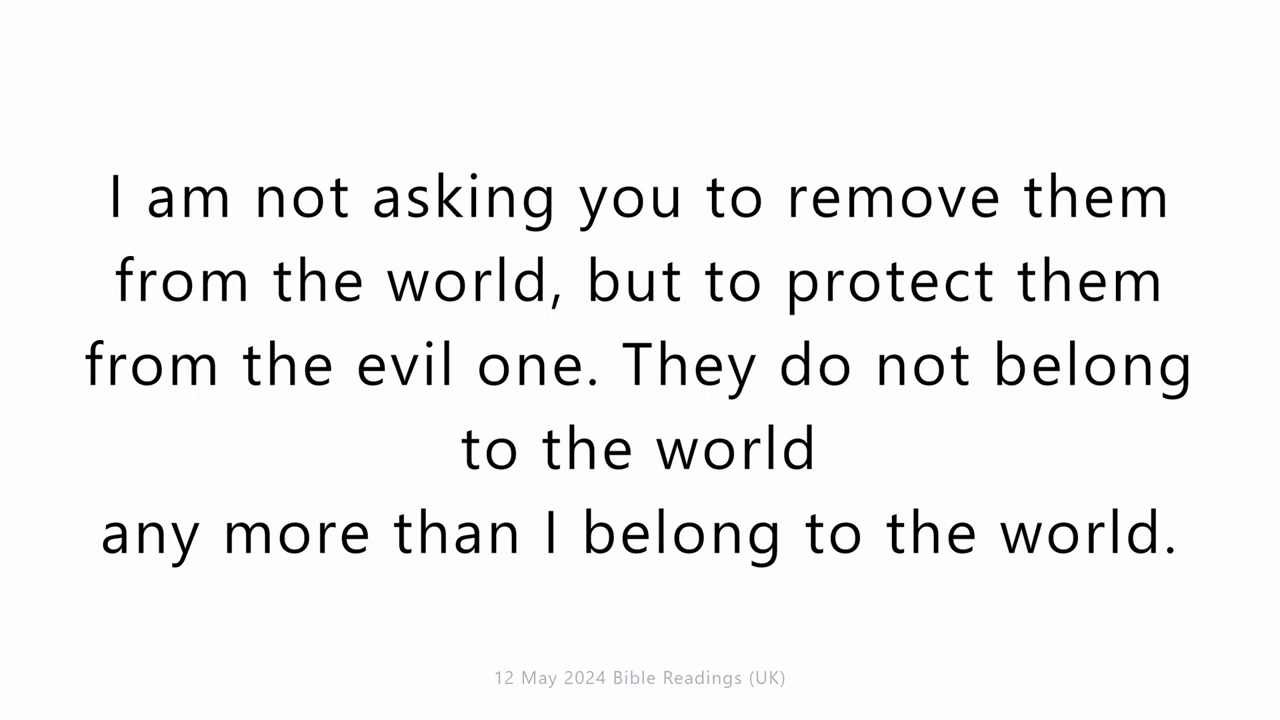 I am not asking you to remove them
from the world, but to protect them
from the evil one. They do not belong
to the world
any more than I belong to the world.
12 May 2024 Bible Readings (UK)